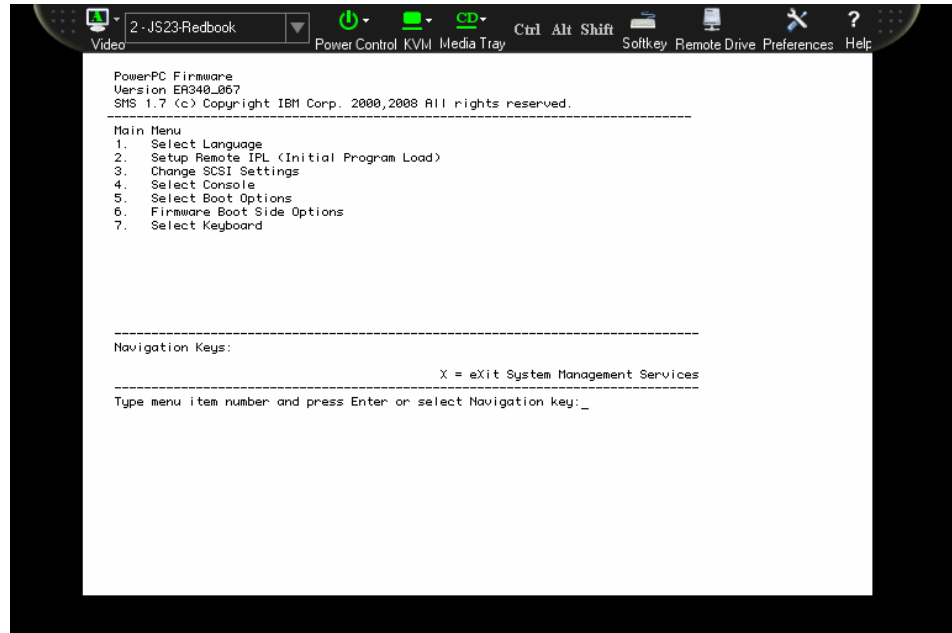 2 - JS23-Redbook CD Ctrl Alt Shift ?
Video Power Control KVM Media Tray Softkey Remote Drive Preferences Help
PowerPC Firmware
Version EA340_067
SMS 1.7 (c) Copyright IBM Corp. 2000,2008 All rights reserved.
Main Menu
1. Select Language
2. Setup Remote IPL (Initial Program Load)
3. Change SCSI Settings
4. Select Console
5. Select Boot Options
6. Firmware Boot Side Options
7. Select Keyboard
Navigation Keys:
X = eXit System Management Services
Type menu item number and press Enter or select Navigation key:_